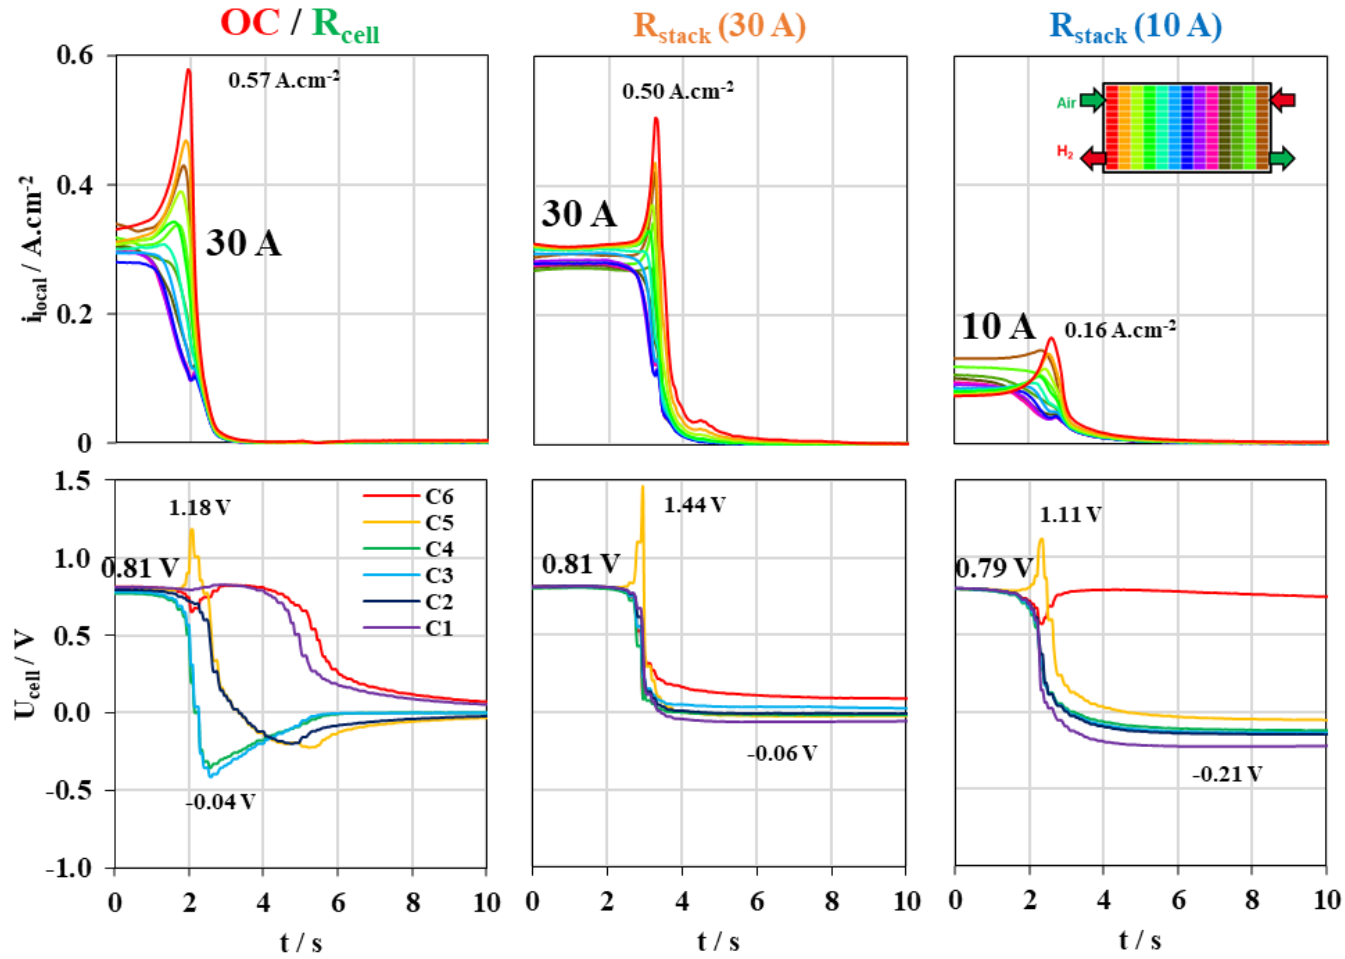 OC / Rcell
Rstack (30 A)
Rstack (10 A)
ilocal / A.cm-2
0.6
0.4
0.2
0
0.57 A.cm-2
30 A
0.50 A.cm-2
30 A
Air
H2
10 A
0.16 A.cm-2
Ucell / V
1.5
1.0
0.5
0.0
-0.5
-1.0
1.18 V
0.81 V
C6
C5
C4
C3
C2
C1
-0.04 V
0 2 4 6 8 10
t / s
1.44 V
0.81 V
-0.06 V
0 2 4 6 8 10
t / s
1.11 V
0.79 V
-0.21 V
0 2 4 6 8 10
t / s